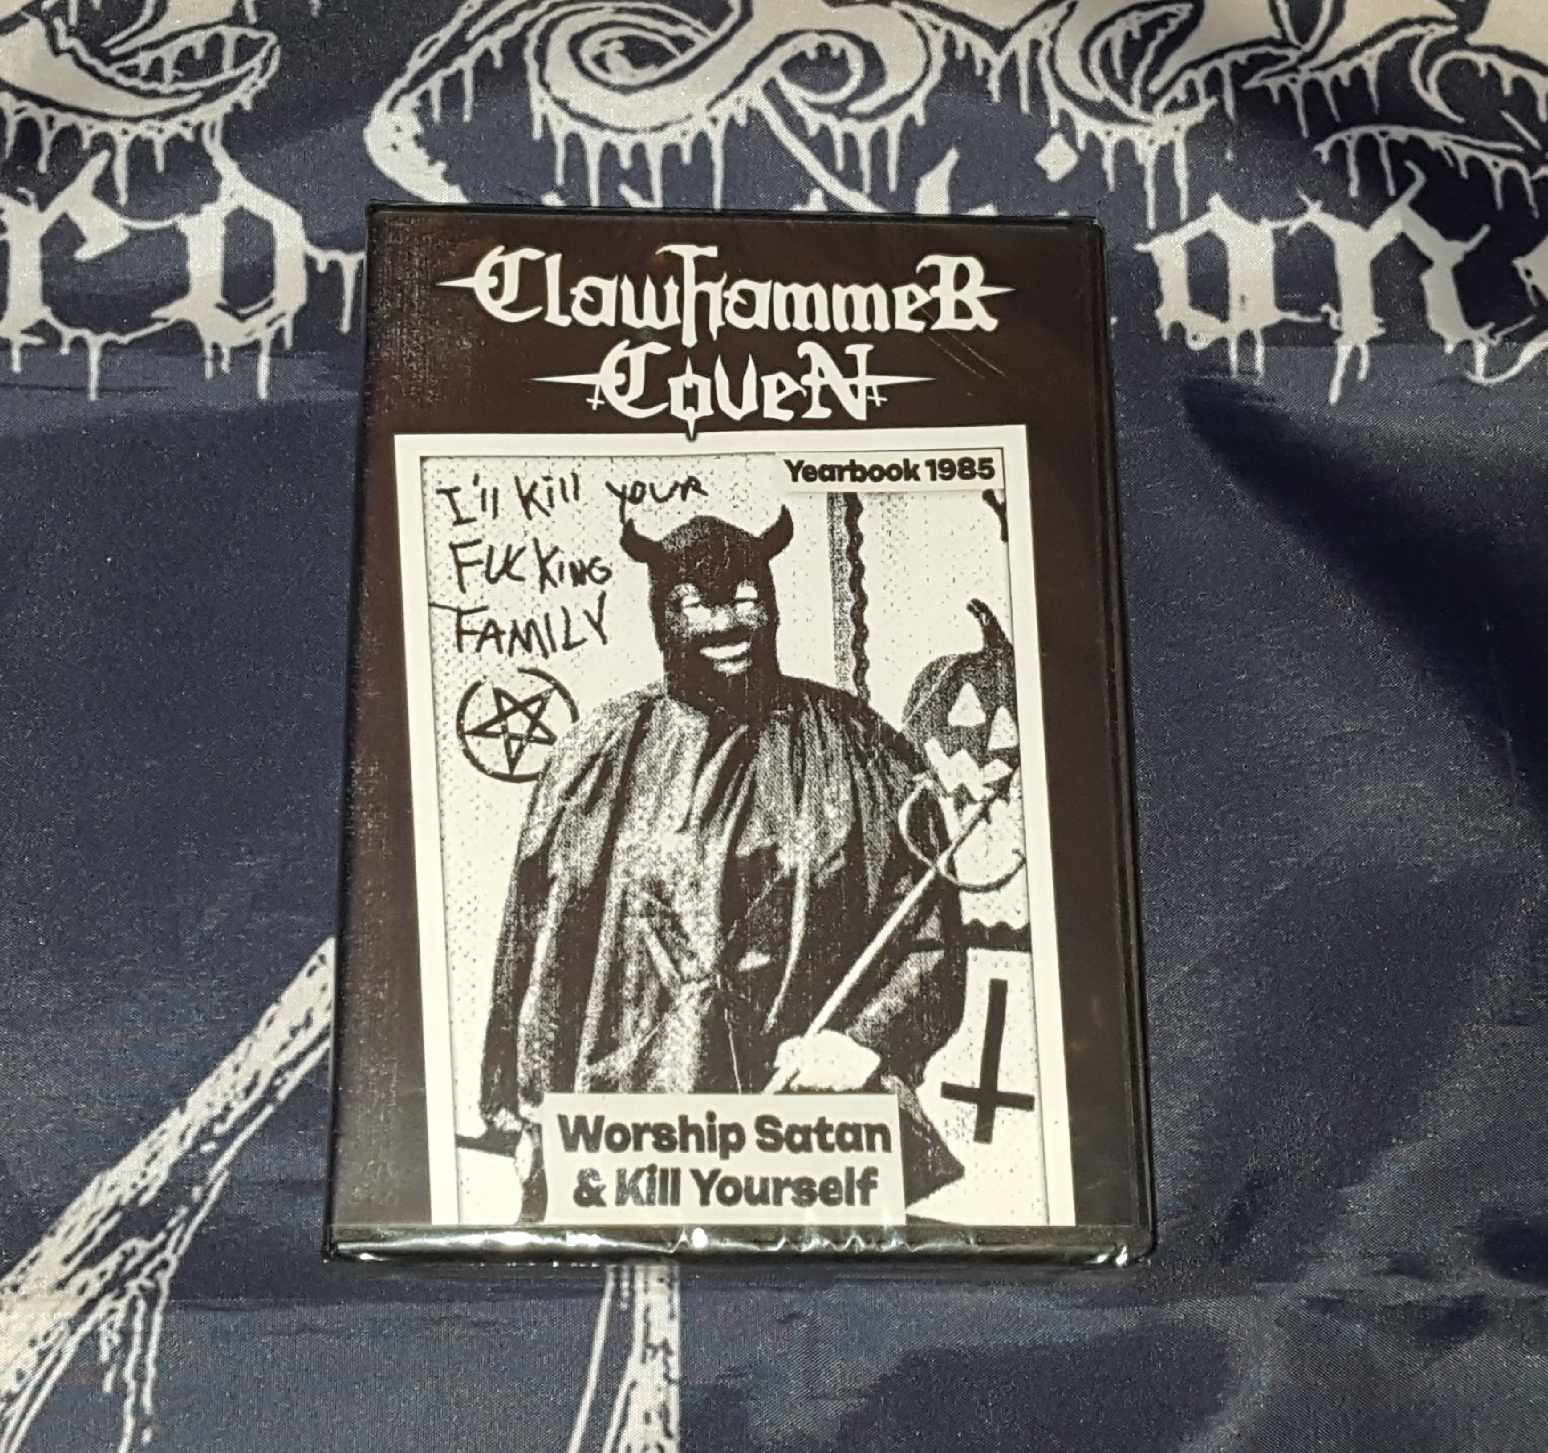 Clawhammer
Coven
Yearbook 1985
I'll Kill your
FucKing
FAMILY
Worship Satan
& Kill Yourself